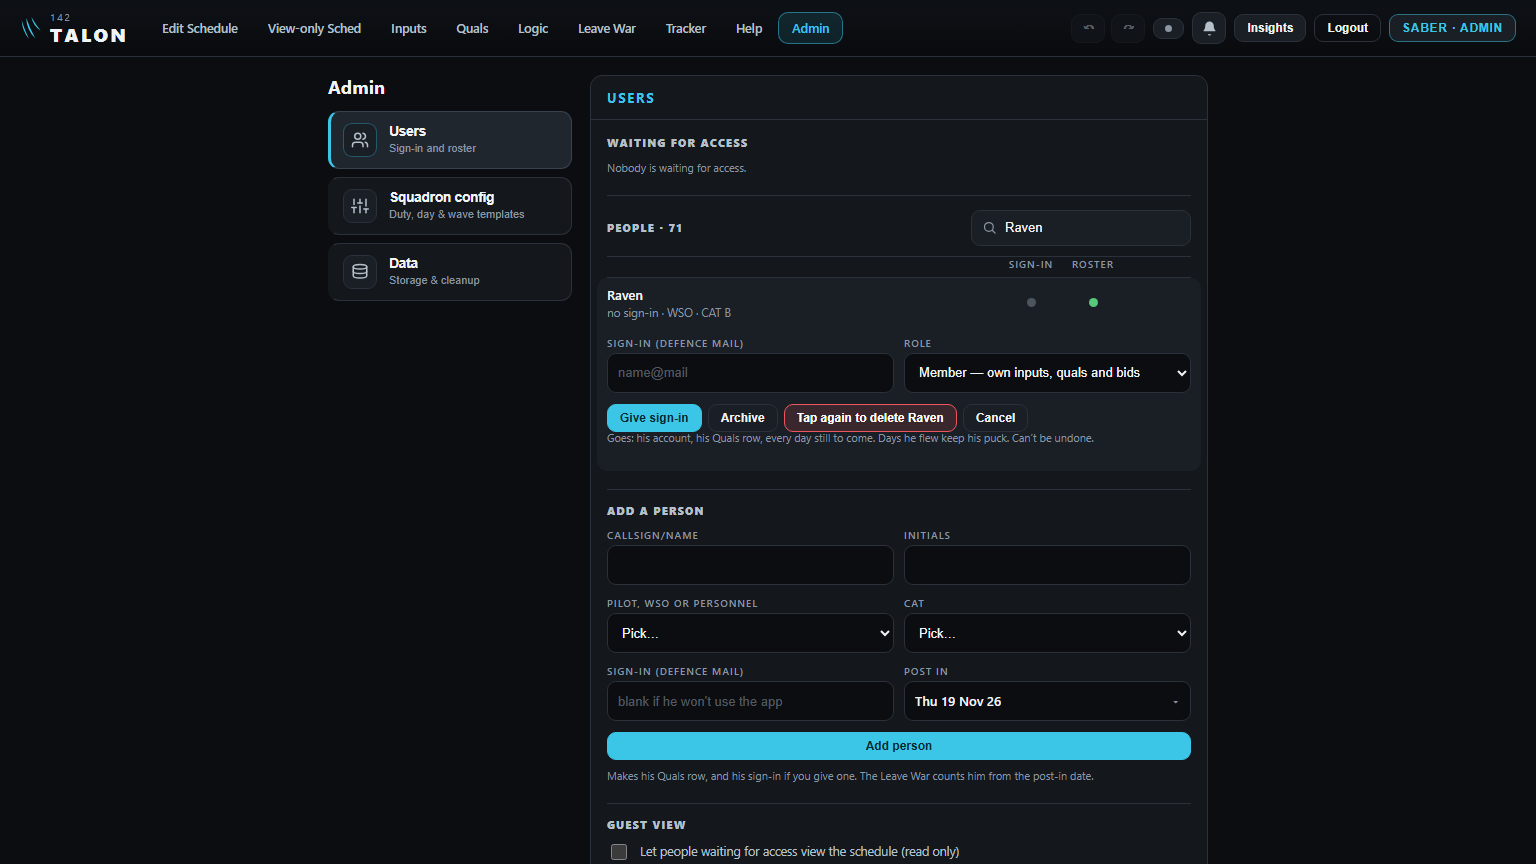 142
TALON
Edit Schedule
View-only Sched
Inputs
Quals
Logic
Leave War
Tracker
Help
Admin
Insights
Logout
SABER · ADMIN
Admin
Users
Sign-in and roster
Squadron config
Duty, day & wave templates
Data
Storage & cleanup
USERS
WAITING FOR ACCESS
Nobody is waiting for access.
PEOPLE · 71
Raven
SIGN-IN ROSTER
Raven
no sign-in · WSO · CAT B
SIGN-IN (DEFENCE MAIL)
ROLE
name@mail
Member — own inputs, quals and bids
Give sign-in
Archive
Tap again to delete Raven
Cancel
Goes: his account, his Quals row, every day still to come. Days he flew keep his puck. Can't be undone.
ADD A PERSON
CALLSIGN/NAME
INITIALS
PILOT, WSO OR PERSONNEL
CAT
Pick...
Pick...
SIGN-IN (DEFENCE MAIL)
POST IN
blank if he won't use the app
Thu 19 Nov 26
Add person
Makes his Quals row, and his sign-in if you give one. The Leave War counts him from the post-in date.
GUEST VIEW
Let people waiting for access view the schedule (read only)